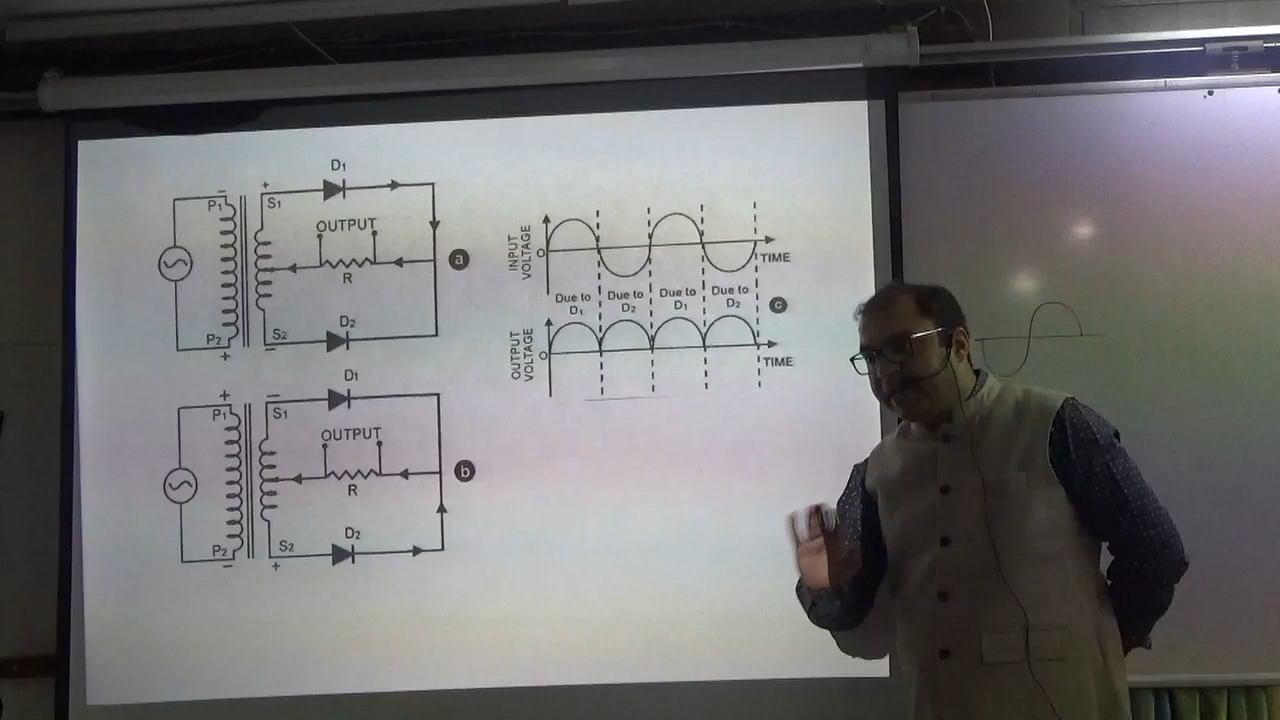 D1
P1
−
+
S1
OUTPUT
R
a
P2
+
S2
−
D2
D1
+
P1
−
S1
OUTPUT
R
b
D2
P2
−
S2
+
INPUT
VOLTAGE
O
TIME
Due to
D1
Due to
D2
Due to
D1
Due to
D2
c
OUTPUT
VOLTAGE
O
TIME